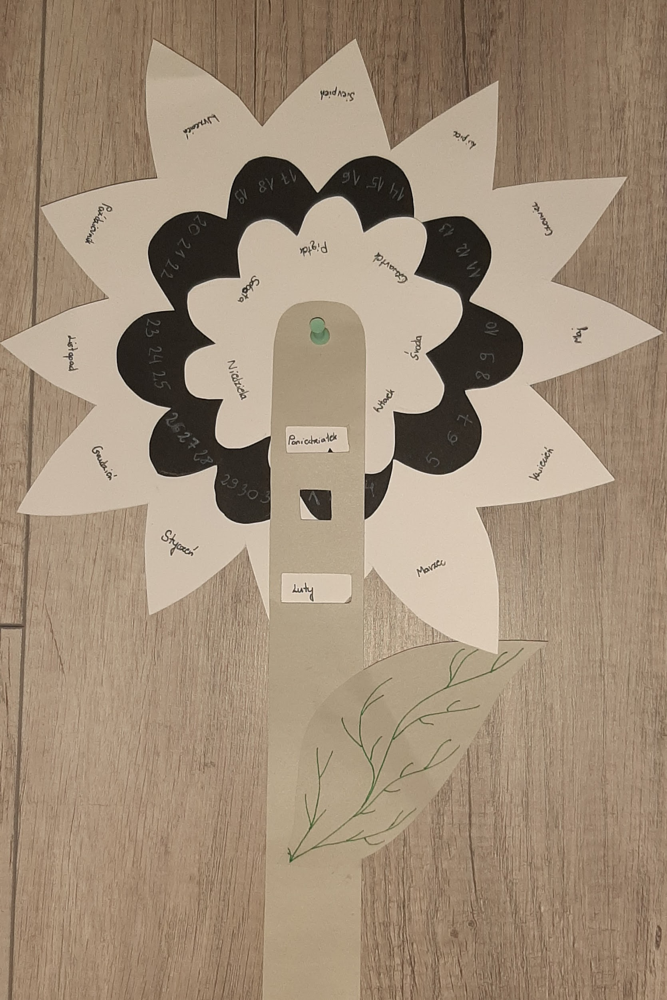 Poniedziałek
1
Luty
Wtorek
Środa
Czwartek
Piątek
Sobota
Niedziela
4
5 6 7
8 9 10
11 12 13
14 15 16
17 18 19
20 21 22
23 24 25
26 27 28
29 30 3
Marzec
Kwiecień
Maj
Czerwiec
Lipiec
Sierpień
Wrzesień
Październik
Listopad
Grudzień
Styczeń